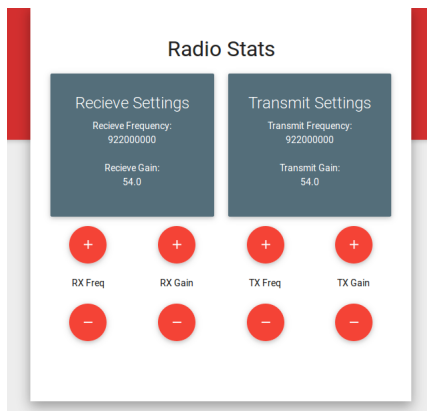 Radio Stats
Recieve Settings
Recieve Frequency:
922000000
Recieve Gain:
54.0
Transmit Settings
Transmit Frequency:
922000000
Transmit Gain:
54.0
+ + + +
RX Freq RX Gain TX Freq TX Gain
− − − −